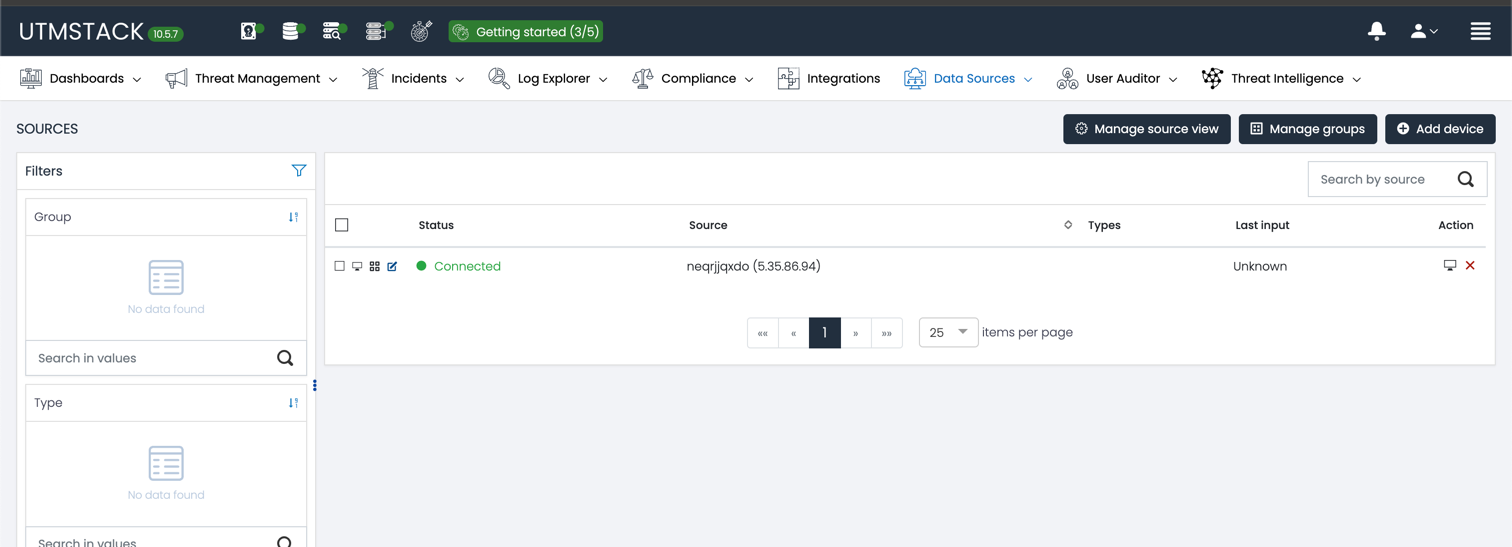 UTMSTACK 10.5.7 Getting started (3/5)
Dashboards Threat Management Incidents Log Explorer Compliance Integrations Data Sources User Auditor Threat Intelligence
SOURCES Manage source view Manage groups Add device
Filters
Search by source
Group
Status Source Types Last input Action
Connected neqrjjqxdo (5.35.86.94) Unknown
No data found
«« « 1 » »» 25 items per page
Search in values
Type
No data found
Search in values